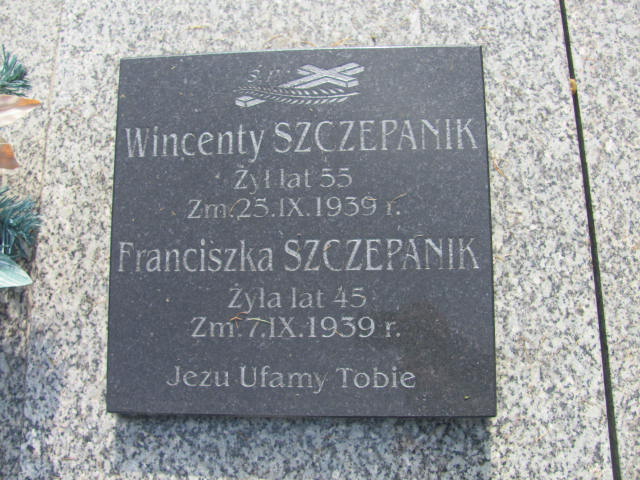 Ś.P.
Wincenty SZCZEPANIK
Żył lat 55
Zm. 25.IX.1939 r.
Franciszka SZCZEPANIK
Żyła lat 45
Zm. 7.IX.1939 r.
Jezu Ufamy Tobie